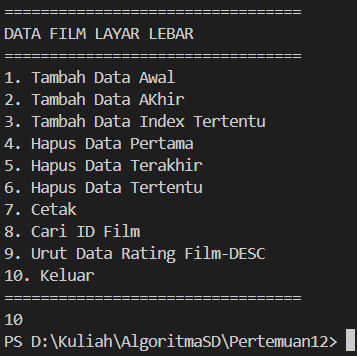 =================================
DATA FILM LAYAR LEBAR
=================================
1. Tambah Data Awal
2. Tambah Data AKhir
3. Tambah Data Index Tertentu
4. Hapus Data Pertama
5. Hapus Data Terakhir
6. Hapus Data Tertentu
7. Cetak
8. Cari ID Film
9. Urut Data Rating Film-DESC
10. Keluar
=================================
10
PS D:\Kuliah\AlgoritmaSD\Pertemuan12>